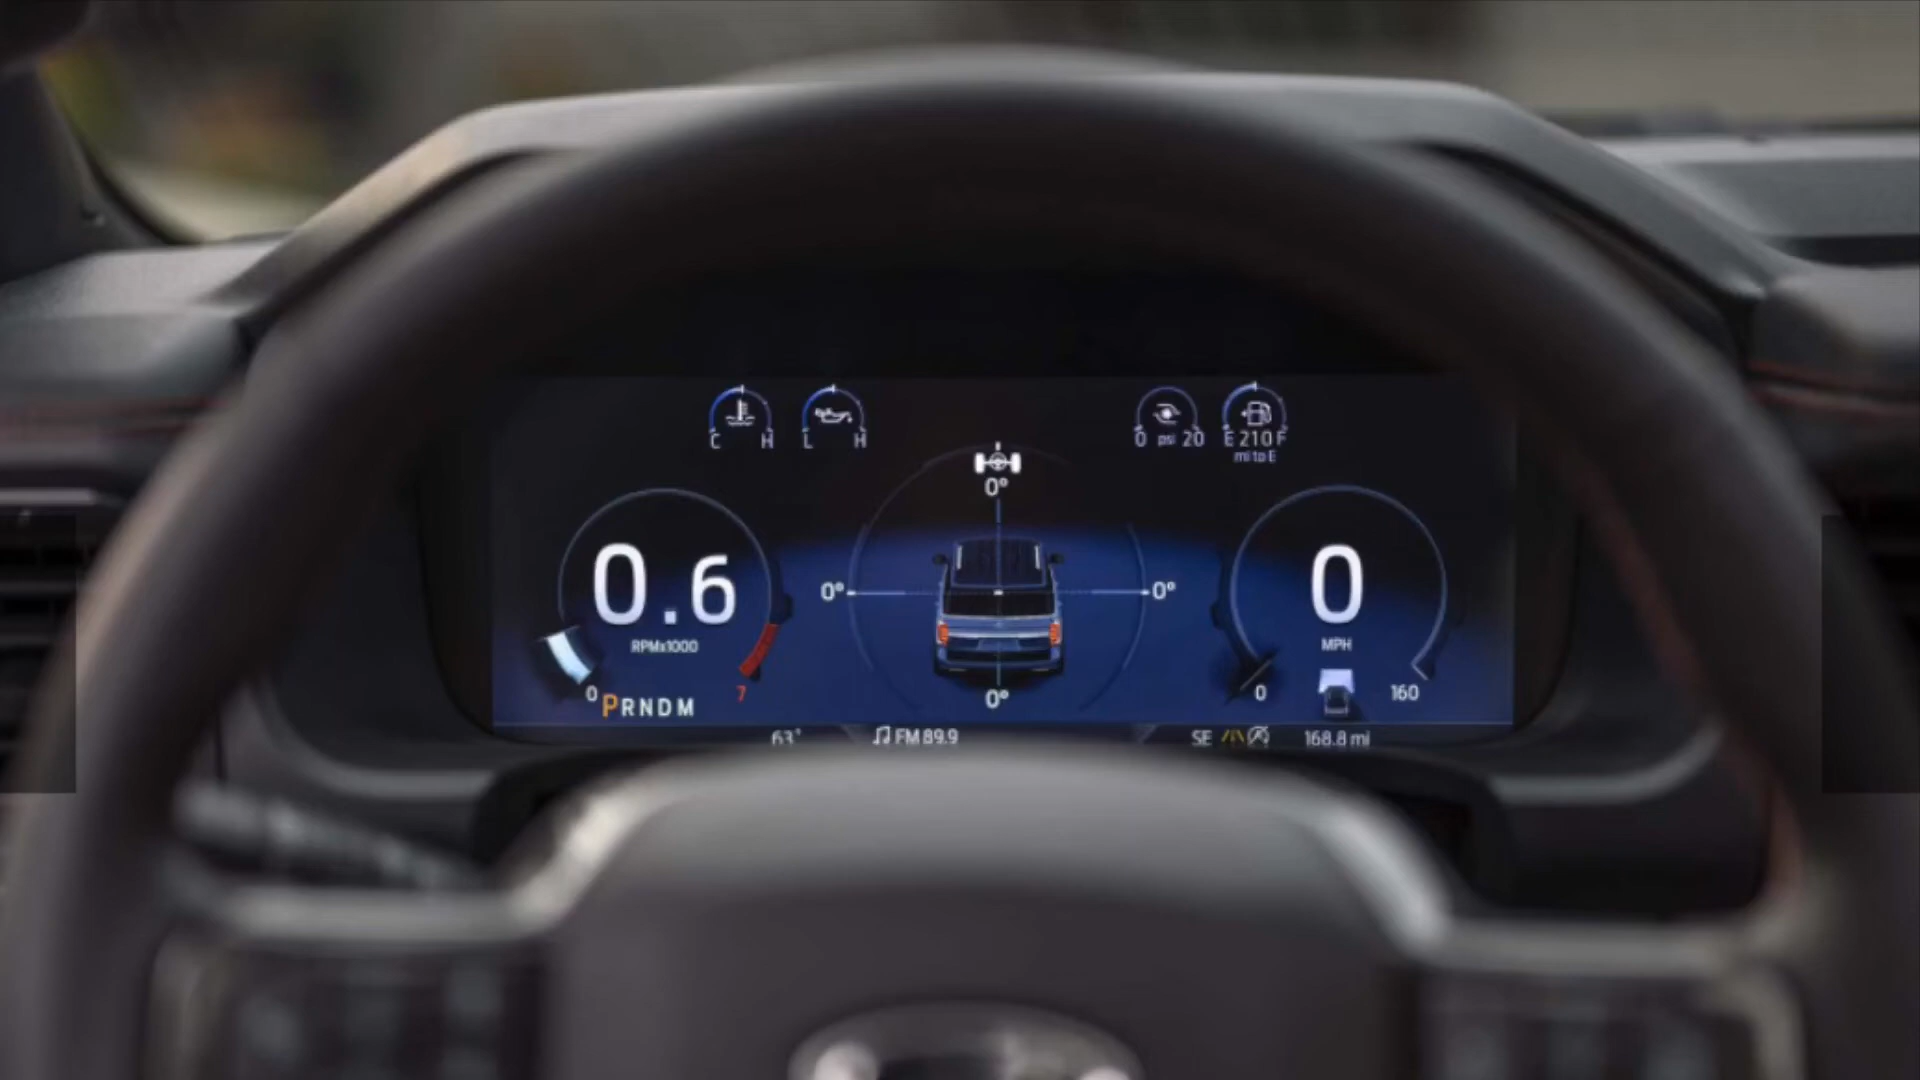 C H
L H
0 psi 20
E 210 F
mi to E
0°
0.6
RPMx1000
0 7
PRNDM
0°
0°
0°
0
MPH
0 160
63°
FM 89.9
SE
168.8 mi